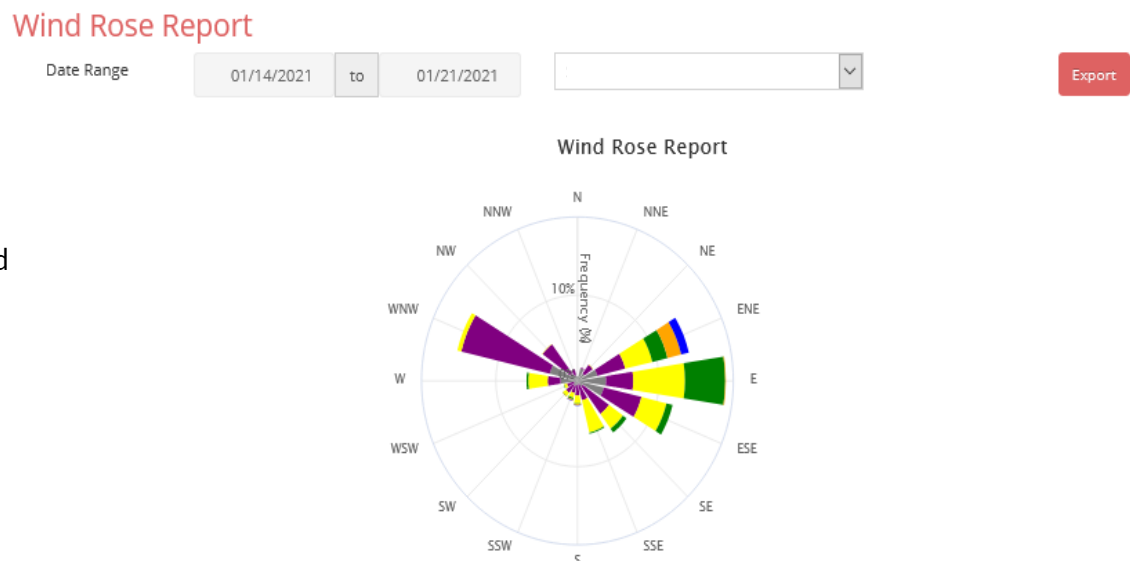 Wind Rose Report
Date Range
01/14/2021 to 01/21/2021
Export
Wind Rose Report
N
NNW NNE
NW NE
d
Frequency (%)
10%
WNW ENE
W E
WSW ESE
SW SE
SSW SSE
S